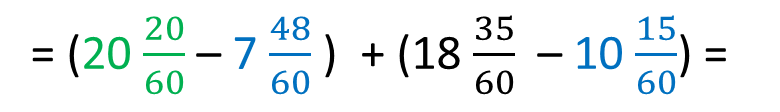 = (20 20/60 – 7 48/60 ) + (18 35/60 – 10 15/60) =